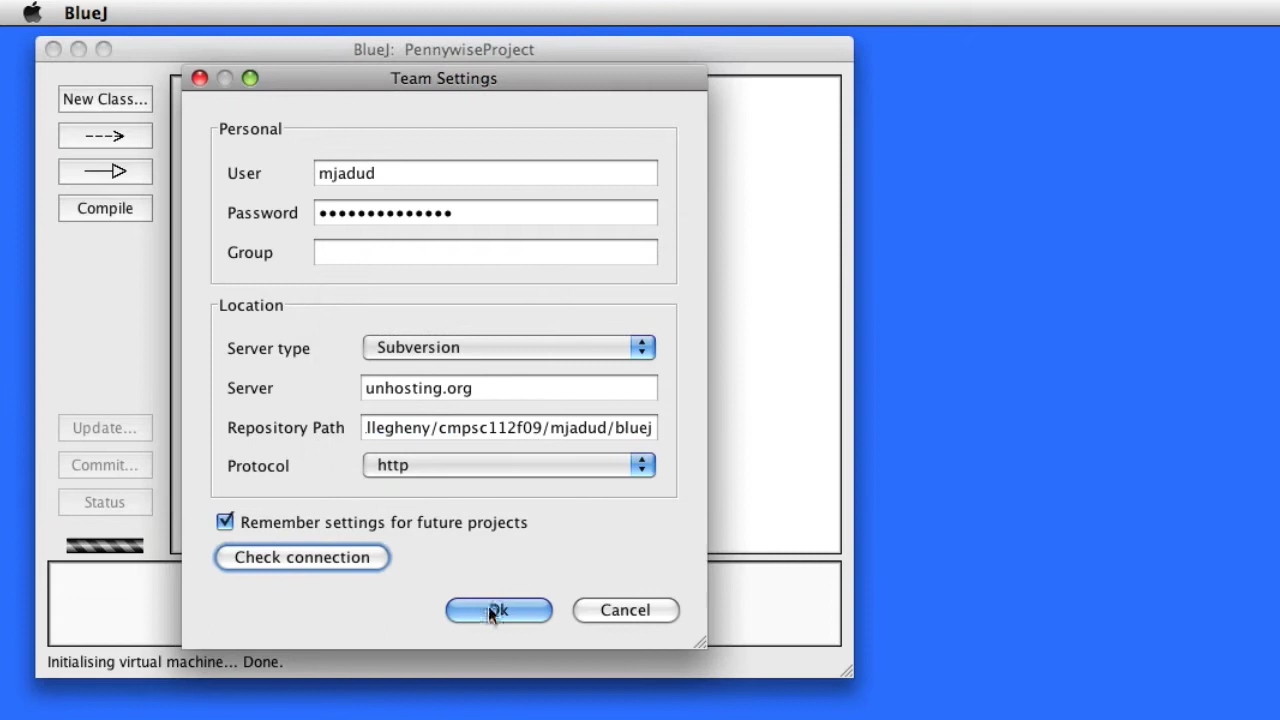 BlueJ
BlueJ: PennywiseProject
Team Settings
New Class...
Compile
Update...
Commit...
Status
Personal
User mjadud
Password ••••••••••••••
Group
Location
Server type Subversion
Server unhosting.org
Repository Path llegheny/cmpsc112f09/mjadud/bluej
Protocol http
Remember settings for future projects
Check connection
Ok Cancel
Initialising virtual machine... Done.